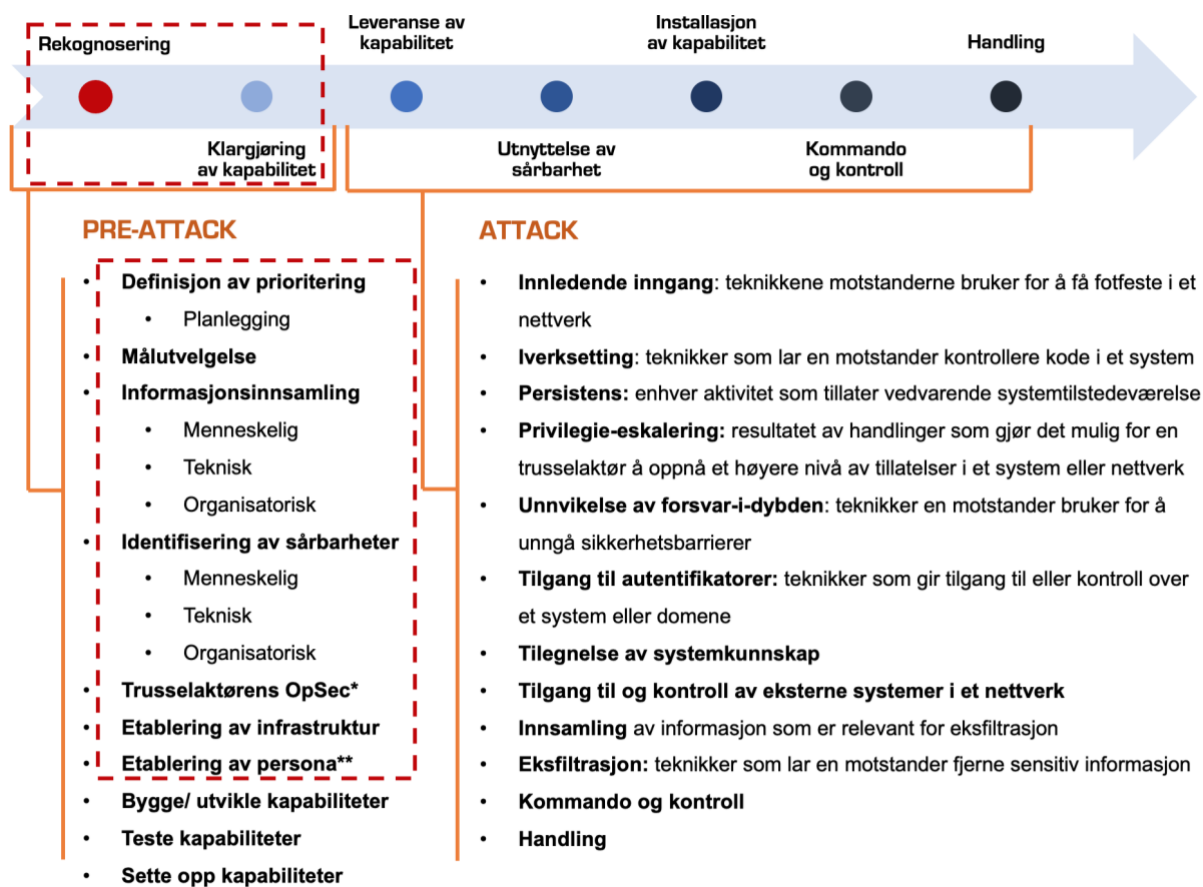 Rekognosering
Leveranse av
kapabilitet
Installasjon
av kapabilitet
Handling
Klargjøring
av kapabilitet
Utnyttelse av
sårbarhet
Kommando
og kontroll
PRE-ATTACK
• Definisjon av prioritering
• Planlegging
• Målutvelgelse
• Informasjonsinnsamling
• Menneskelig
• Teknisk
• Organisatorisk
• Identifisering av sårbarheter
• Menneskelig
• Teknisk
• Organisatorisk
• Trusselaktørens OpSec*
• Etablering av infrastruktur
• Etablering av persona**
• Bygge/ utvikle kapabiliteter
• Teste kapabiliteter
• Sette opp kapabiliteter
ATTACK
• Innledende inngang: teknikkene motstanderne bruker for å få fotfeste i et
nettverk
• Iverksetting: teknikker som lar en motstander kontrollere kode i et system
• Persistens: enhver aktivitet som tillater vedvarende systemtilstedeværelse
• Privilegie-eskalering: resultatet av handlinger som gjør det mulig for en
trusselaktør å oppnå et høyere nivå av tillatelser i et system eller nettverk
• Unnvikelse av forsvar-i-dybden: teknikker en motstander bruker for å
unngå sikkerhetsbarrierer
• Tilgang til autentifikatorer: teknikker som gir tilgang til eller kontroll over
et system eller domene
• Tilegnelse av systemkunnskap
• Tilgang til og kontroll av eksterne systemer i et nettverk
• Innsamling av informasjon som er relevant for eksfiltrasjon
• Eksfiltrasjon: teknikker som lar en motstander fjerne sensitiv informasjon
• Kommando og kontroll
• Handling